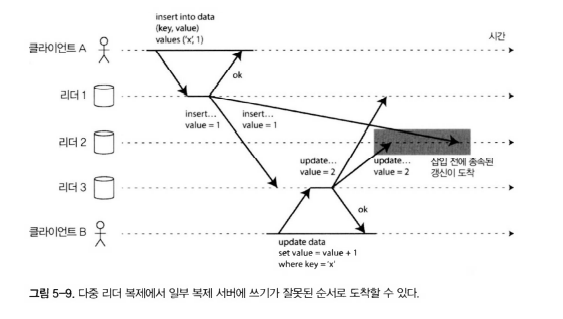 insert into data
(key, value)
values ('x', 1)
시간
클라이언트 A
ok
리더 1
insert...
value = 1
insert...
value = 1
리더 2
update...
value = 2
update...
value = 2
삽입 전에 종속된
갱신이 도착
리더 3
ok
클라이언트 B
update data
set value = value + 1
where key = 'x'
그림 5-9. 다중 리더 복제에서 일부 복제 서버에 쓰기가 잘못된 순서로 도착할 수 있다.